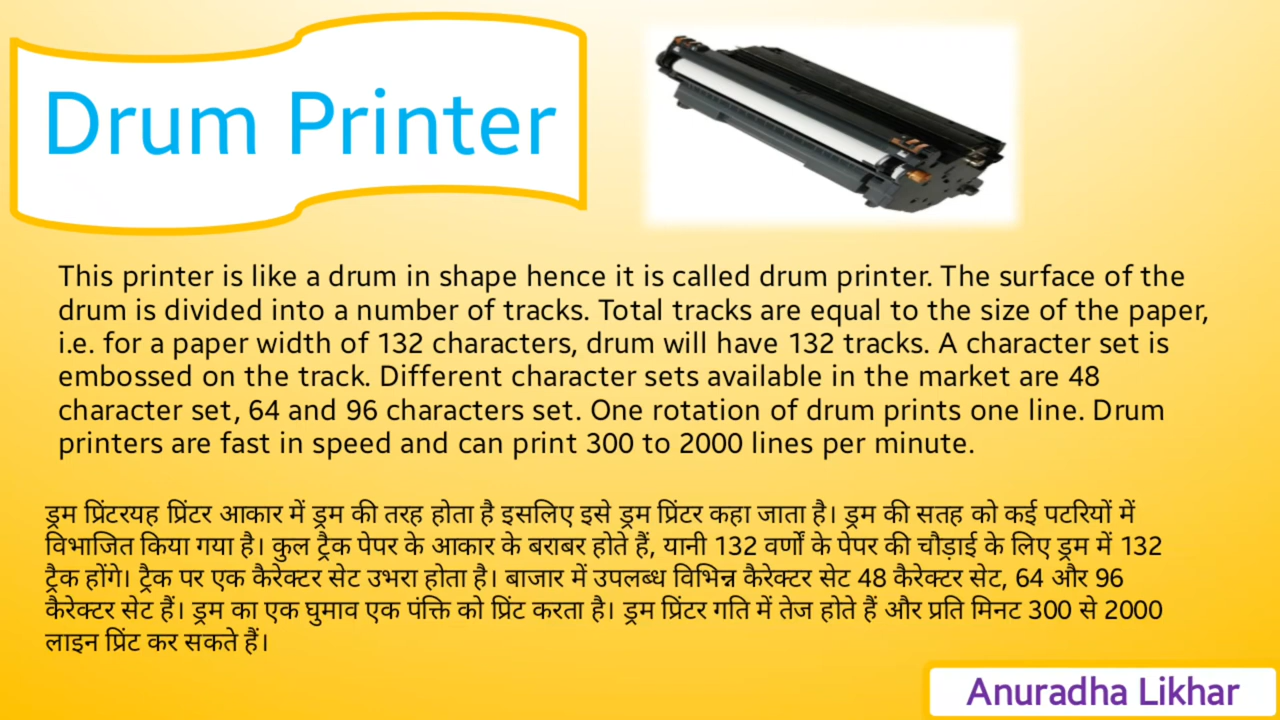 Drum Printer
This printer is like a drum in shape hence it is called drum printer. The surface of the
drum is divided into a number of tracks. Total tracks are equal to the size of the paper,
i.e. for a paper width of 132 characters, drum will have 132 tracks. A character set is
embossed on the track. Different character sets available in the market are 48
character set, 64 and 96 characters set. One rotation of drum prints one line. Drum
printers are fast in speed and can print 300 to 2000 lines per minute.
ड्रम प्रिंटरयह प्रिंटर आकार में ड्रम की तरह होता है इसलिए इसे ड्रम प्रिंटर कहा जाता है। ड्रम की सतह को कई पटरियों में
विभाजित किया गया है। कुल ट्रैक पेपर के आकार के बराबर होते हैं, यानी 132 वर्णों के पेपर की चौड़ाई के लिए ड्रम में 132
ट्रैक होंगे। ट्रैक पर एक कैरेक्टर सेट उभरा होता है। बाजार में उपलब्ध विभिन्न कैरेक्टर सेट 48 कैरेक्टर सेट, 64 और 96
कैरेक्टर सेट हैं। ड्रम का एक घुमाव एक पंक्ति को प्रिंट करता है। ड्रम प्रिंटर गति में तेज होते हैं और प्रति मिनट 300 से 2000
लाइन प्रिंट कर सकते हैं।
Anuradha Likhar